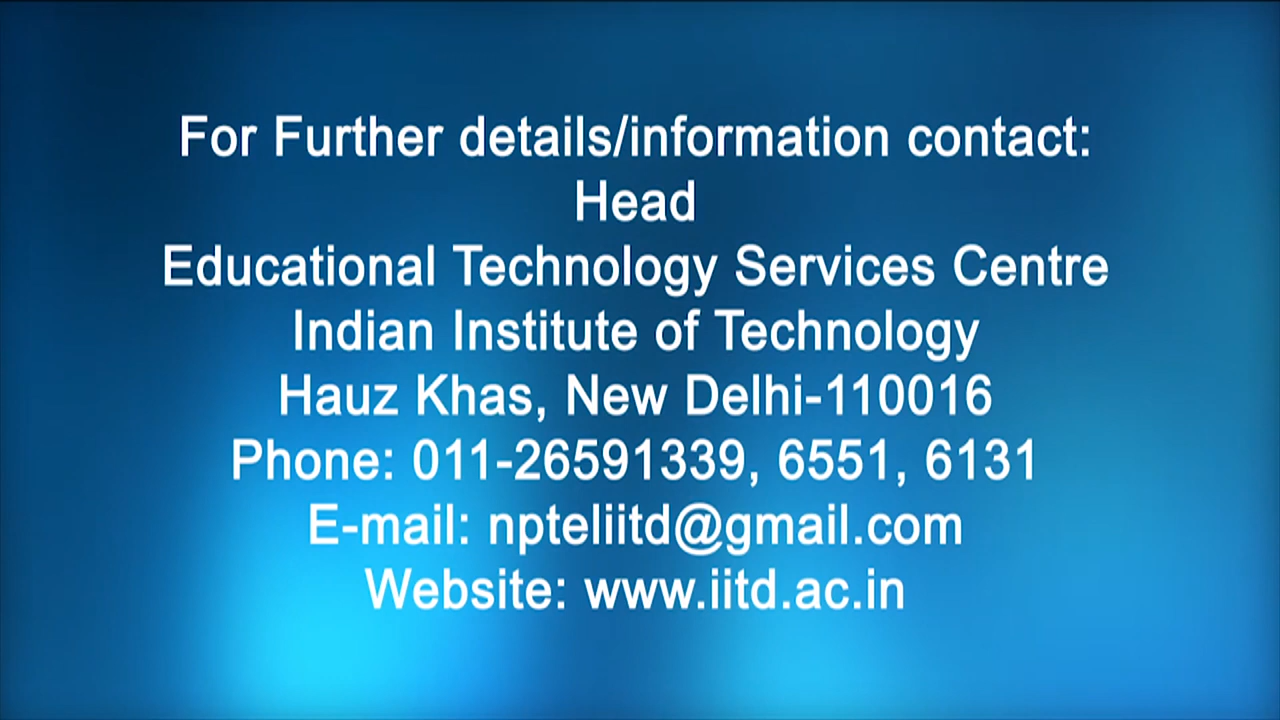 For Further details/information contact:
Head
Educational Technology Services Centre
Indian Institute of Technology
Hauz Khas, New Delhi-110016
Phone: 011-26591339, 6551, 6131
E-mail: npteliitd@gmail.com
Website: www.iitd.ac.in